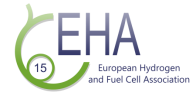 EHA
15
European Hydrogen
and Fuel Cell Association